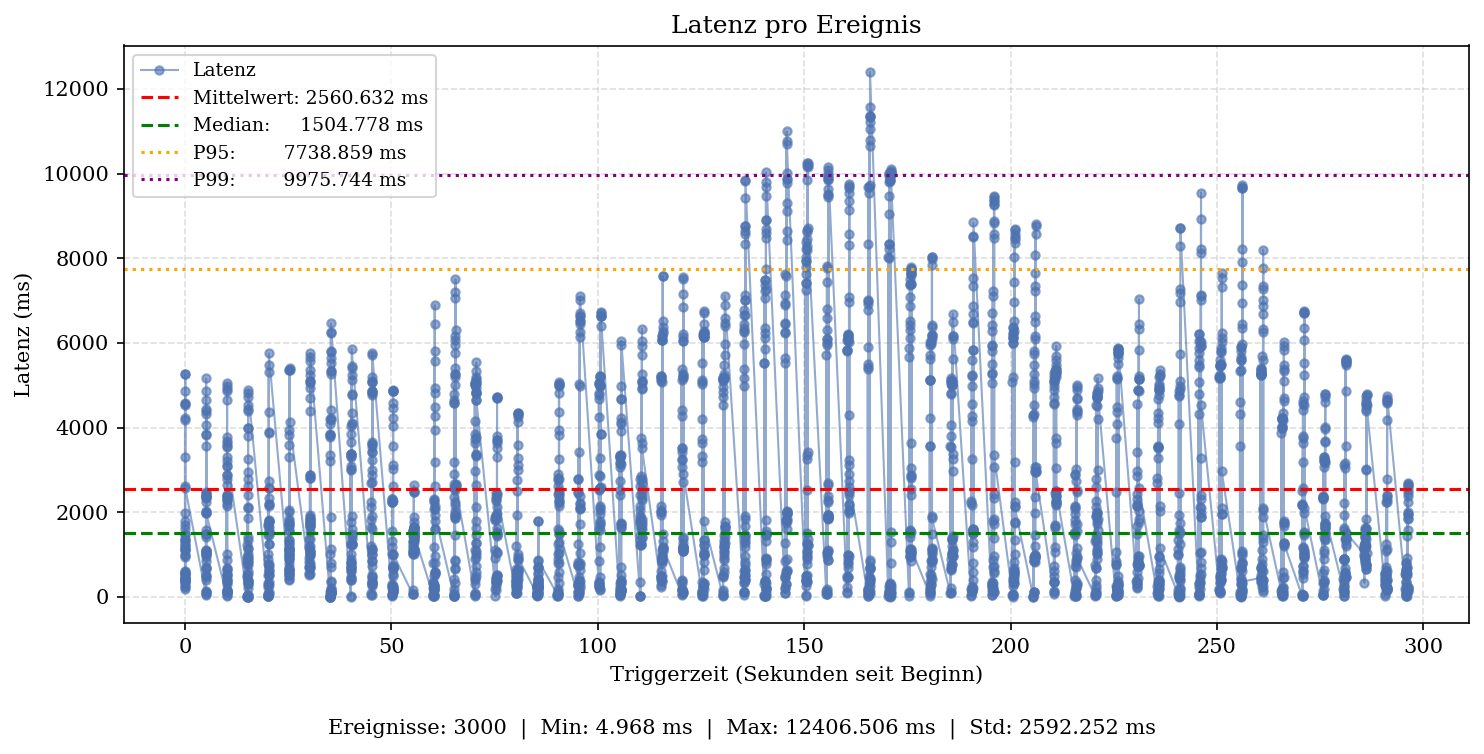 Latenz pro Ereignis
Latenz
Mittelwert: 2560.632 ms
Median: 1504.778 ms
P95: 7738.859 ms
P99: 9975.744 ms
12000
10000
8000
6000
4000
2000
0
Latenz (ms)
0 50 100 150 200 250 300
Triggerzeit (Sekunden seit Beginn)
Ereignisse: 3000 | Min: 4.968 ms | Max: 12406.506 ms | Std: 2592.252 ms